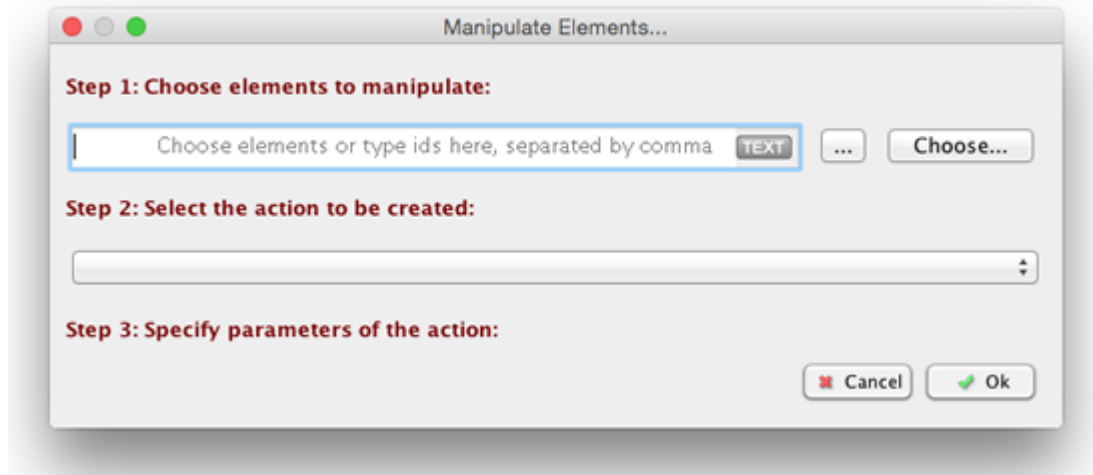 Manipulate Elements...
Step 1: Choose elements to manipulate:
Choose elements or type ids here, separated by comma TEXT ... Choose...
Step 2: Select the action to be created:
Step 3: Specify parameters of the action:
Cancel Ok